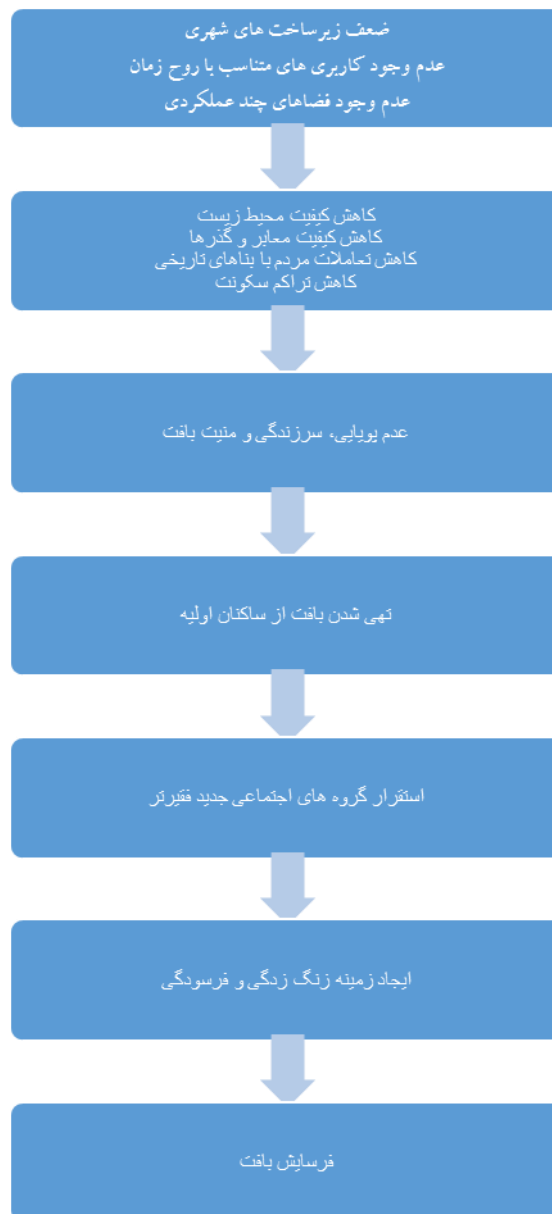 ضعف زیرساخت های شهری
عدم وجود کاربری های متناسب با روح زمان
عدم وجود فضاهای چند عملکردی
کاهش کیفیت محیط زیست
کاهش کیفیت معابر و گذرها
کاهش تعاملات مردم با بناهای تاریخی
کاهش تراکم سکونت
عدم پویایی، سرزندگی و منیت بافت
تهی شدن بافت از ساکنان اولیه
استقرار گروه های اجتماعی جدید فقیرتر
ایجاد زمینه زنگ زدگی و فرسودگی
فرسایش بافت